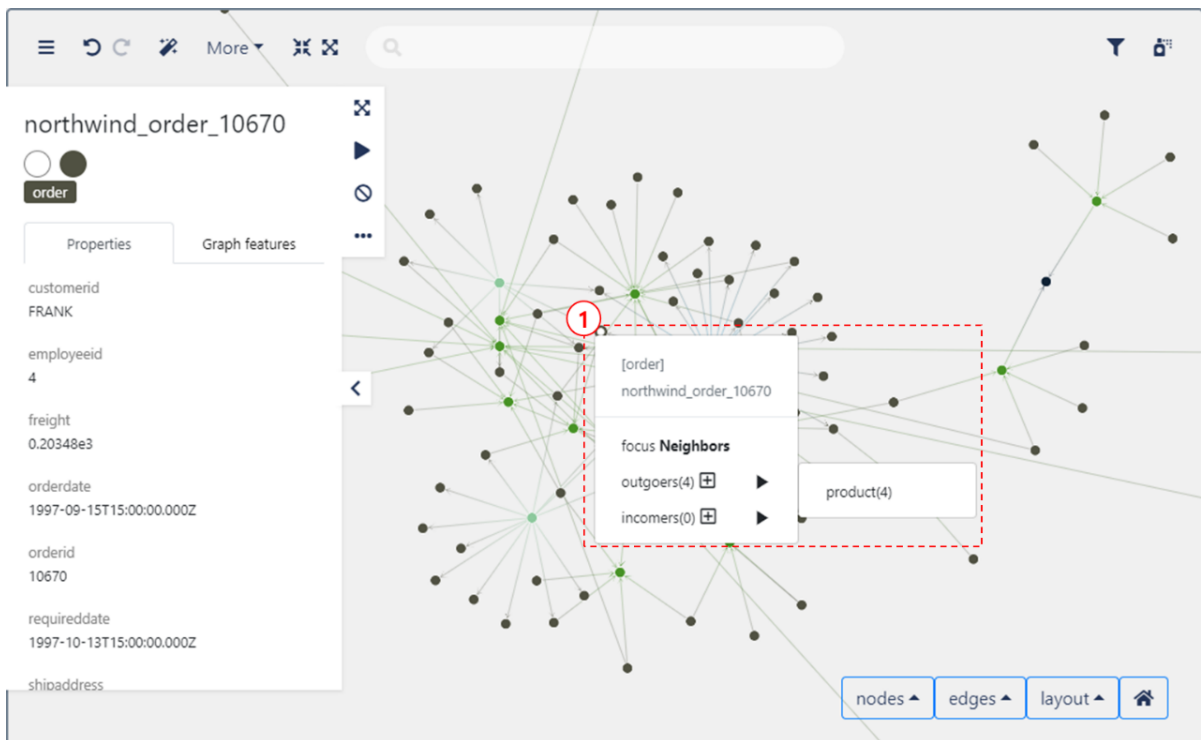 More
northwind_order_10670
order
Properties
Graph features
customerid
FRANK
employeeid
4
freight
0.20348e3
orderdate
1997-09-15T15:00:00.000Z
orderid
10670
requireddate
1997-10-13T15:00:00.000Z
shipaddress
1
[order]
northwind_order_10670
focus Neighbors
outgoers(4)
incomers(0)
product(4)
nodes
edges
layout